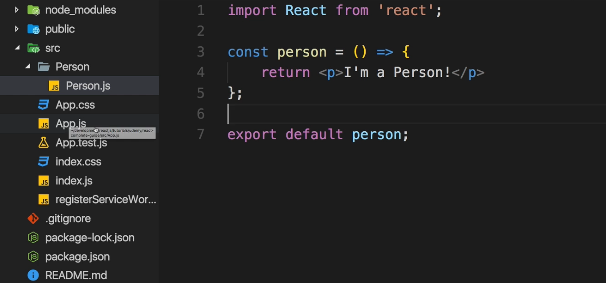 node_modules
public
src
Person
Person.js
App.css
App.js
App.test.js
index.css
index.js
registerServiceWor...
.gitignore
package-lock.json
package.json
README.md
1 import React from 'react';
2
3 const person = () => {
4 return <p>I'm a Person!</p>
5 };
6
7 export default person;